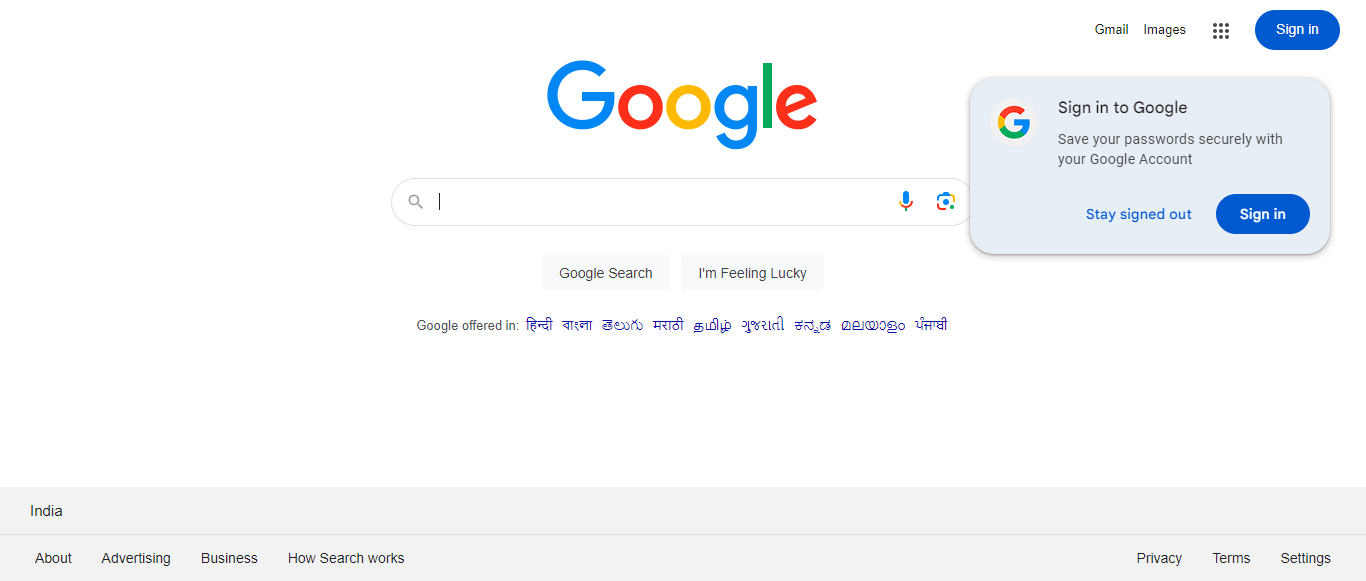 Gmail Images Sign in
Google
Sign in to Google
Save your passwords securely with
your Google Account
Stay signed out Sign in
Google Search I'm Feeling Lucky
Google offered in: हिन्दी বাংলা తెలుగు मराठी தமிழ் ગુજરાતી ಕನ್ನಡ മലയാളം ਪੰਜਾਬੀ
India
About Advertising Business How Search works Privacy Terms Settings